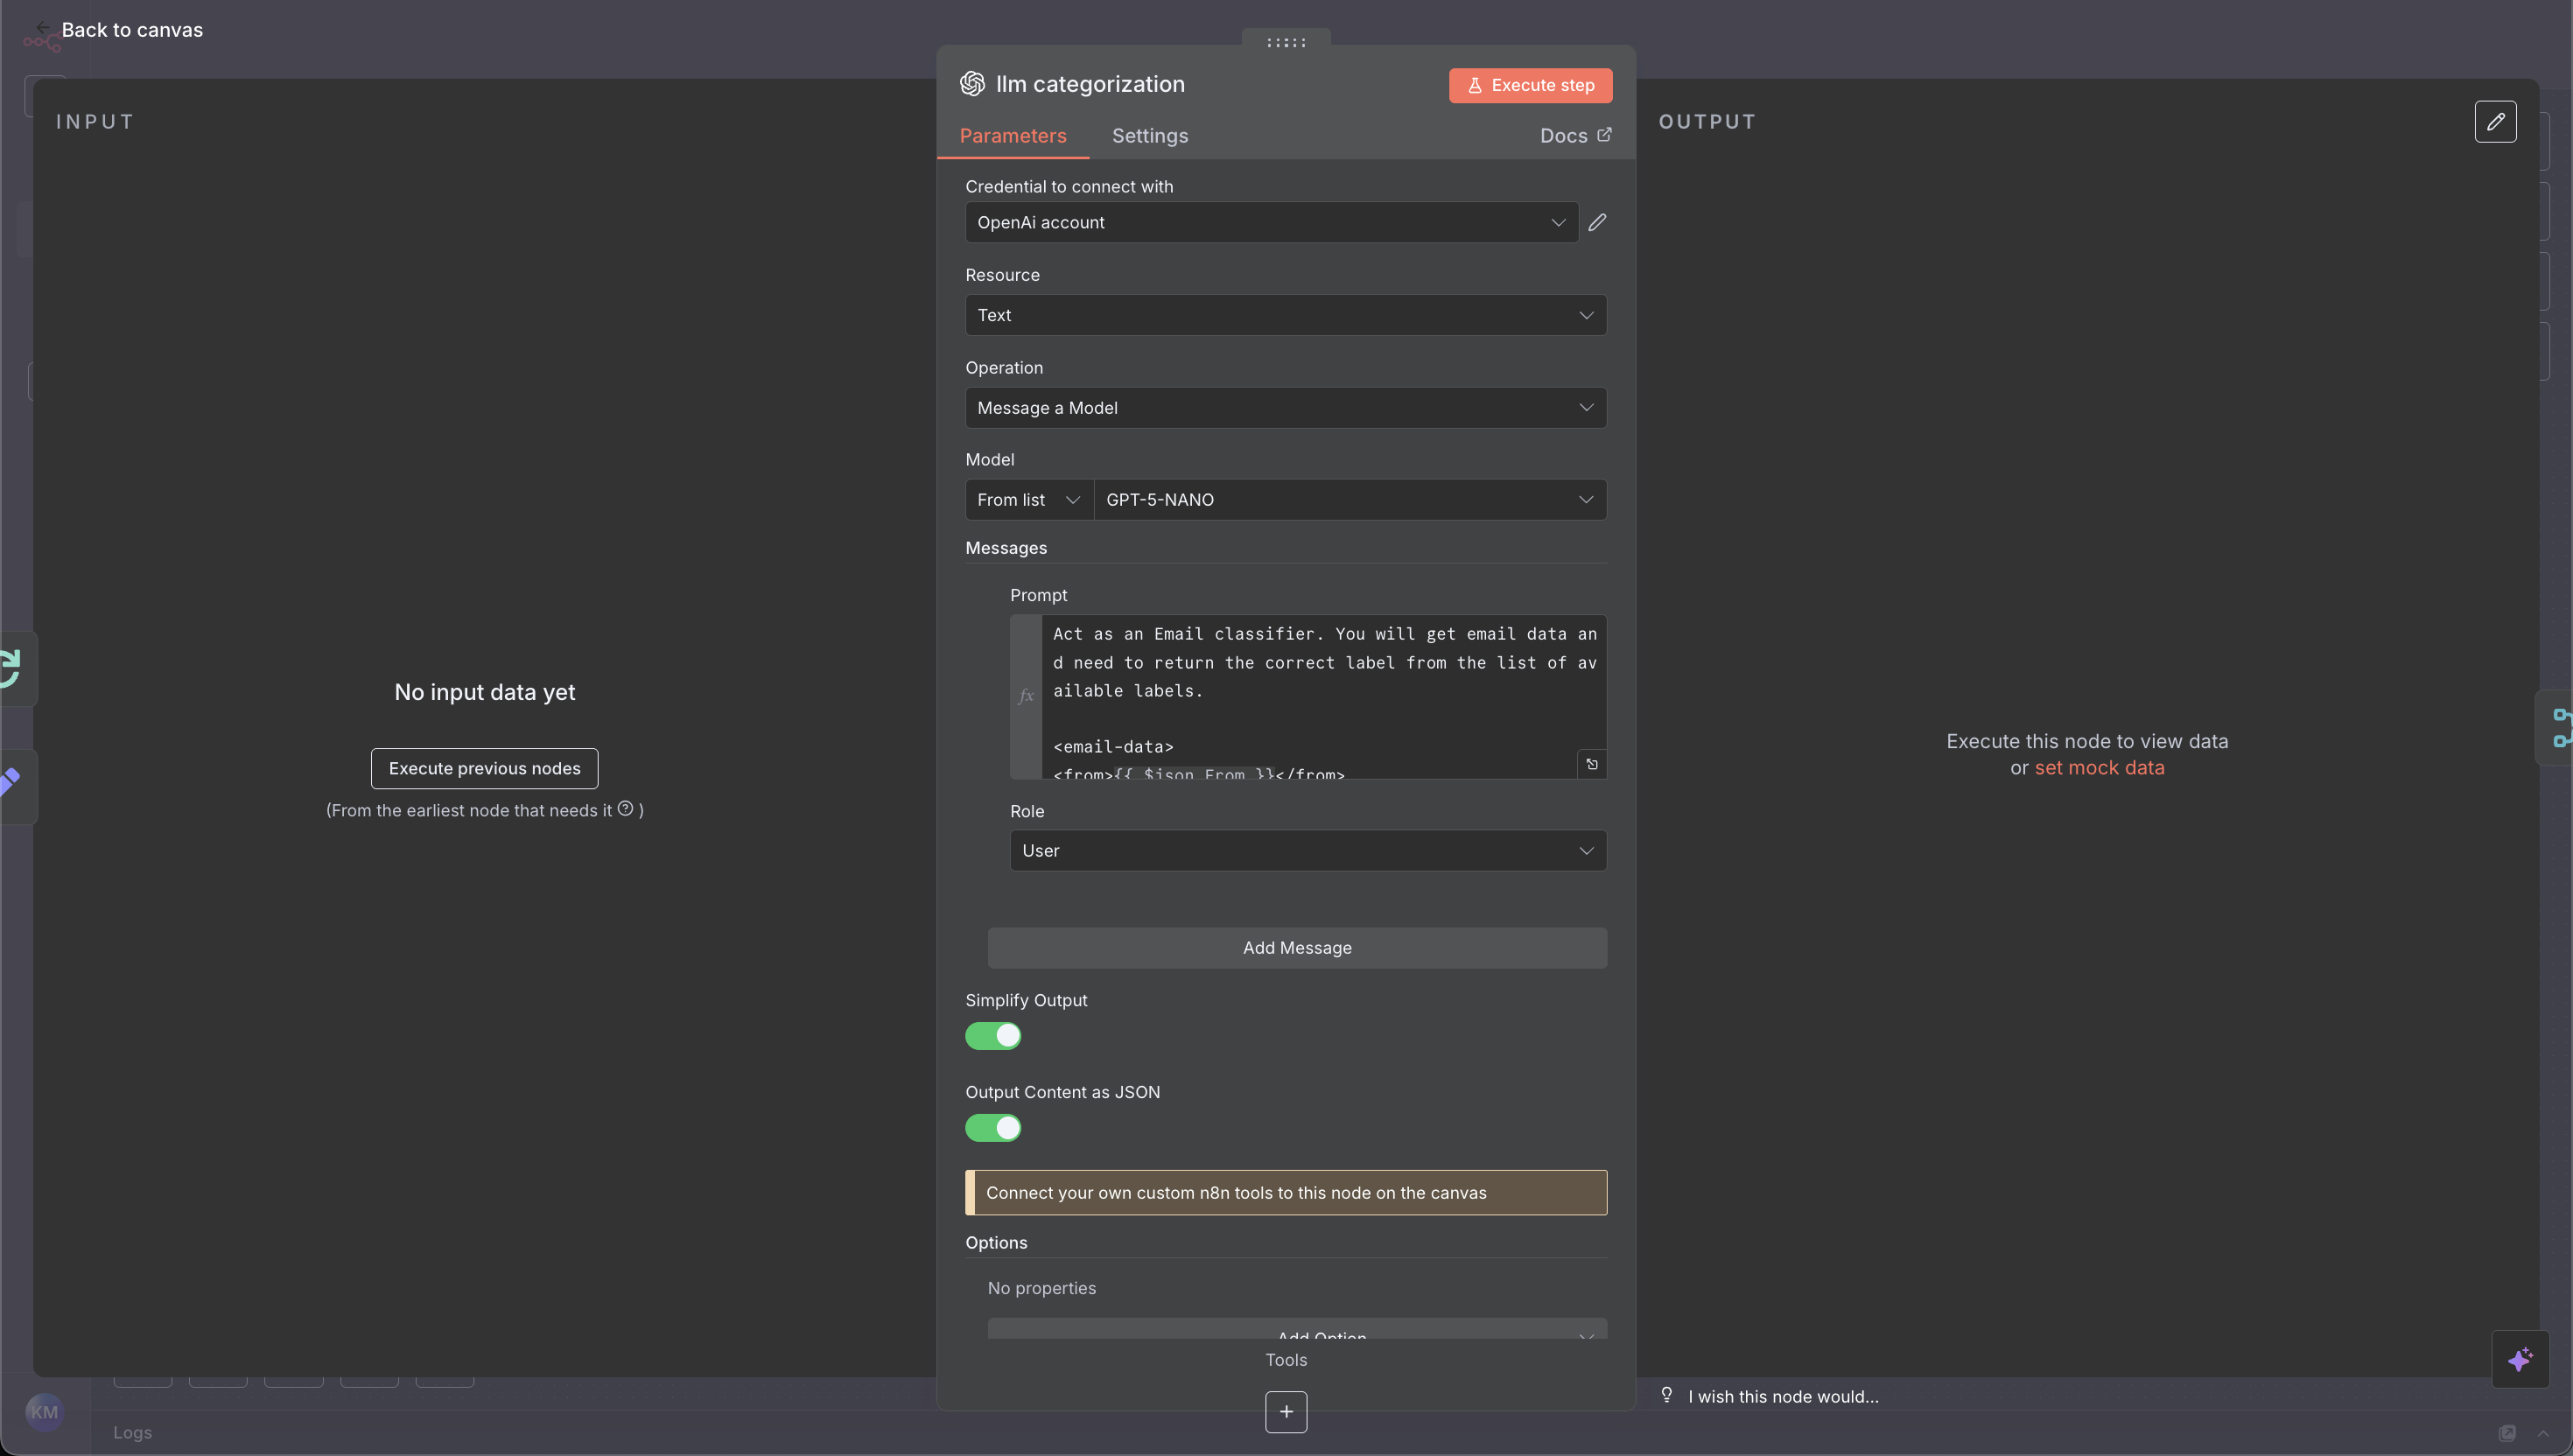 Back to canvas
INPUT
No input data yet
Execute previous nodes
(From the earliest node that needs it ? )
llm categorization
Execute step
Parameters
Settings
Docs
Credential to connect with
OpenAi account
Resource
Text
Operation
Message a Model
Model
From list
GPT-5-NANO
Messages
Prompt
fx
Act as an Email classifier. You will get email data an
d need to return the correct label from the list of av
ailable labels.
<email-data>
<from>{{ $json.From }}</from>
Role
User
Add Message
Simplify Output
Output Content as JSON
Connect your own custom n8n tools to this node on the canvas
Options
No properties
Add Option
Tools
+
OUTPUT
Execute this node to view data
or set mock data
I wish this node would...
KM
Logs